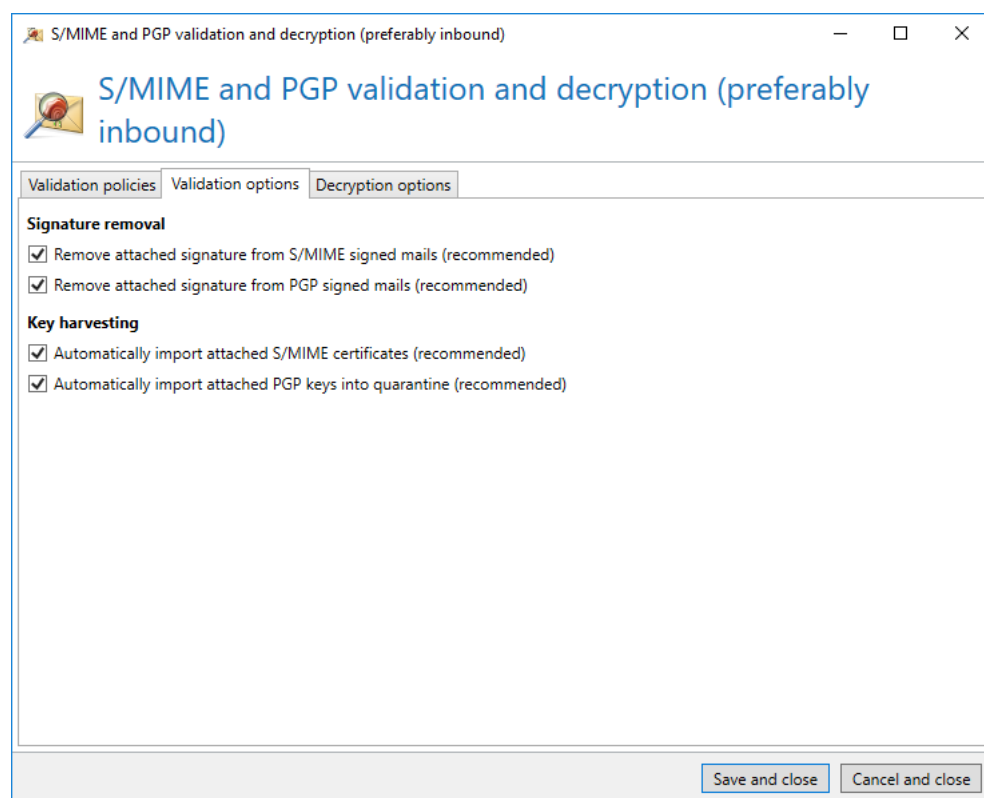 S/MIME and PGP validation and decryption (preferably inbound)
S/MIME and PGP validation and decryption (preferably
inbound)
Validation policies Validation options Decryption options
Signature removal
Remove attached signature from S/MIME signed mails (recommended)
Remove attached signature from PGP signed mails (recommended)
Key harvesting
Automatically import attached S/MIME certificates (recommended)
Automatically import attached PGP keys into quarantine (recommended)
Save and close Cancel and close